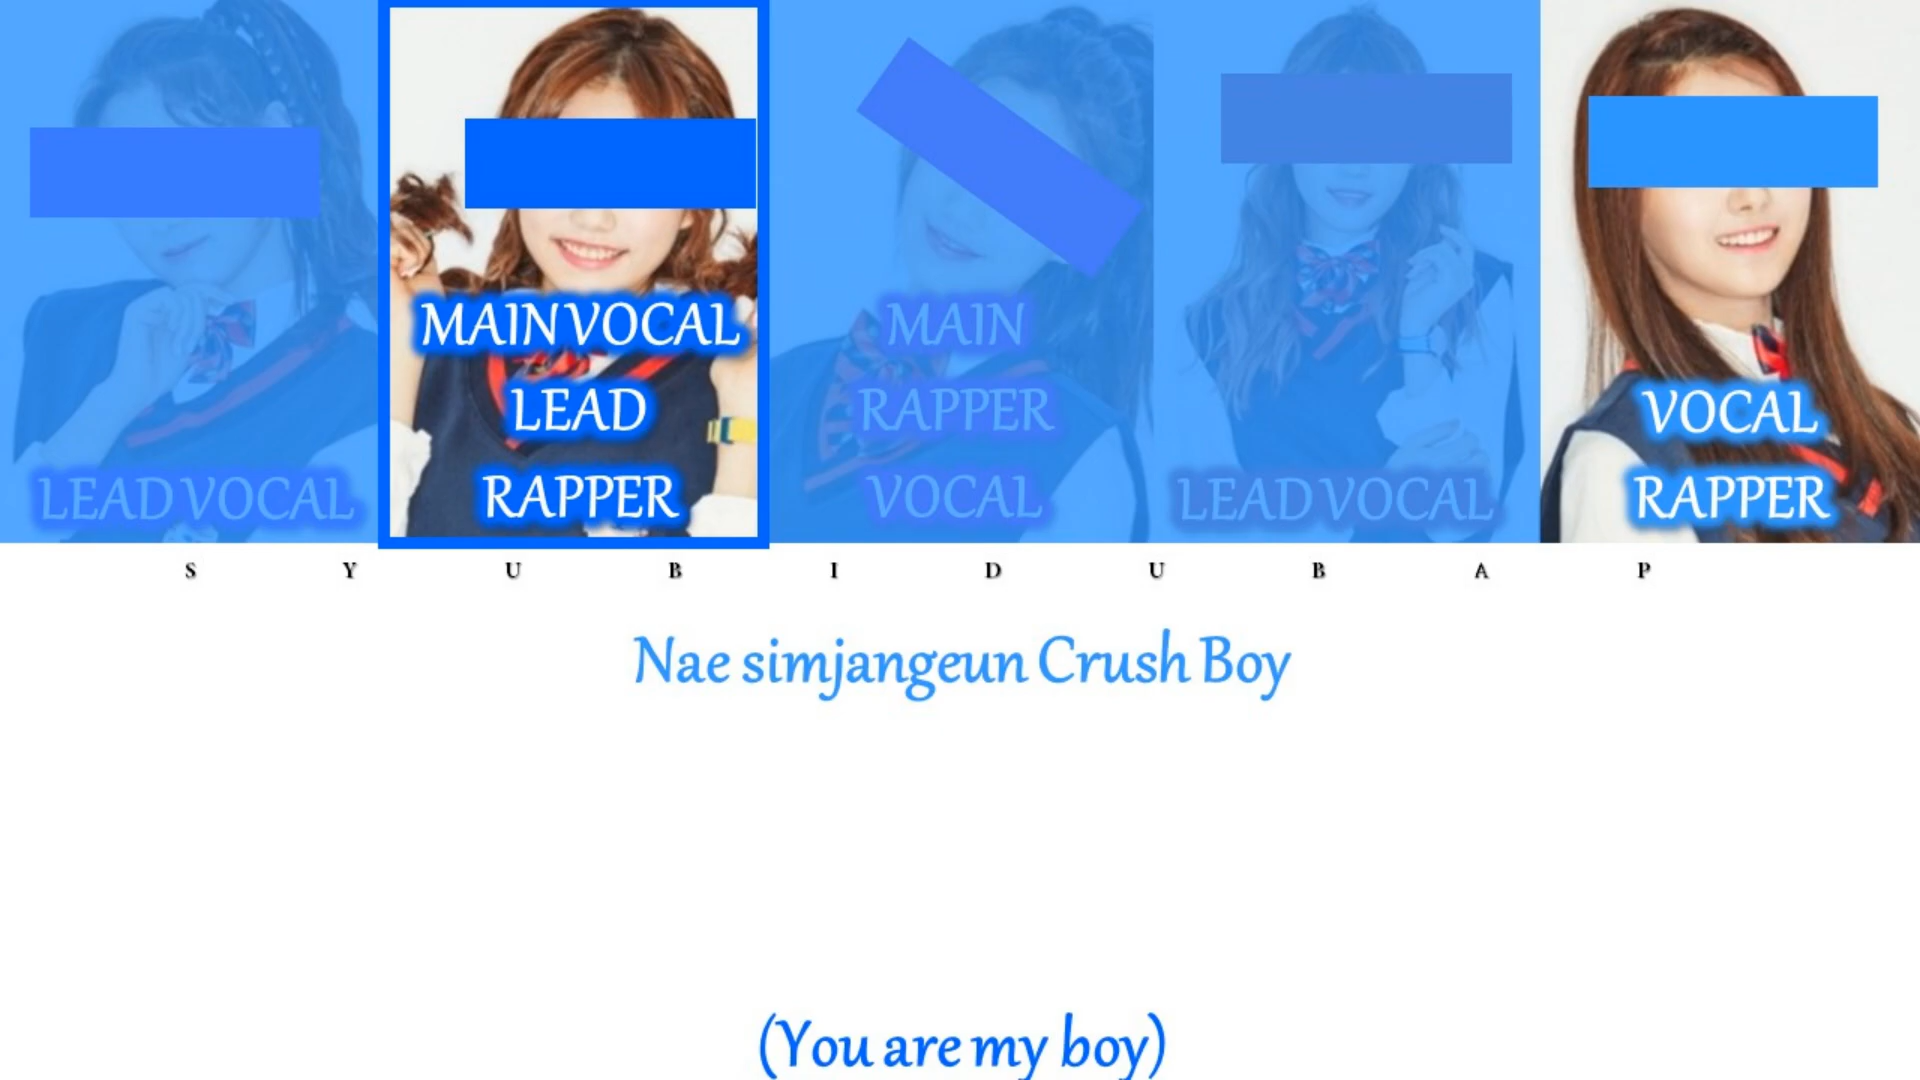 LEAD VOCAL
MAIN VOCAL
LEAD
RAPPER
MAIN
RAPPER
VOCAL
LEAD VOCAL
VOCAL
RAPPER
S Y U B I D U B A P
Nae simjangeun Crush Boy
(You are my boy)